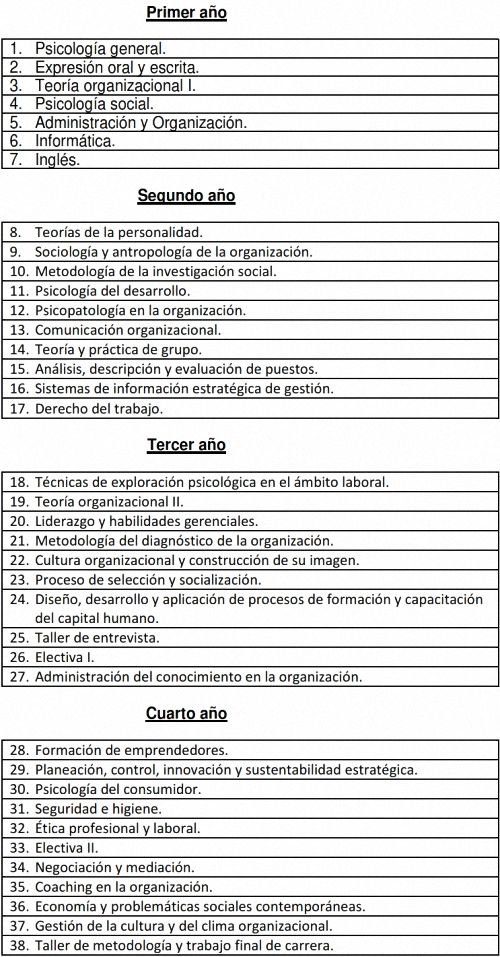 Primer año
1. Psicología general.
2. Expresión oral y escrita.
3. Teoría organizacional I.
4. Psicología social.
5. Administración y Organización.
6. Informática.
7. Inglés.
Segundo año
8. Teorías de la personalidad.
9. Sociología y antropología de la organización.
10. Metodología de la investigación social.
11. Psicología del desarrollo.
12. Psicopatología en la organización.
13. Comunicación organizacional.
14. Teoría y práctica de grupo.
15. Análisis, descripción y evaluación de puestos.
16. Sistemas de información estratégica de gestión.
17. Derecho del trabajo.
Tercer año
18. Técnicas de exploración psicológica en el ámbito laboral.
19. Teoría organizacional II.
20. Liderazgo y habilidades gerenciales.
21. Metodología del diagnóstico de la organización.
22. Cultura organizacional y construcción de su imagen.
23. Proceso de selección y socialización.
24. Diseño, desarrollo y aplicación de procesos de formación y capacitación
del capital humano.
25. Taller de entrevista.
26. Electiva I.
27. Administración del conocimiento en la organización.
Cuarto año
28. Formación de emprendedores.
29. Planeación, control, innovación y sustentabilidad estratégica.
30. Psicología del consumidor.
31. Seguridad e higiene.
32. Ética profesional y laboral.
33. Electiva II.
34. Negociación y mediación.
35. Coaching en la organización.
36. Economía y problemáticas sociales contemporáneas.
37. Gestión de la cultura y del clima organizacional.
38. Taller de metodología y trabajo final de carrera.